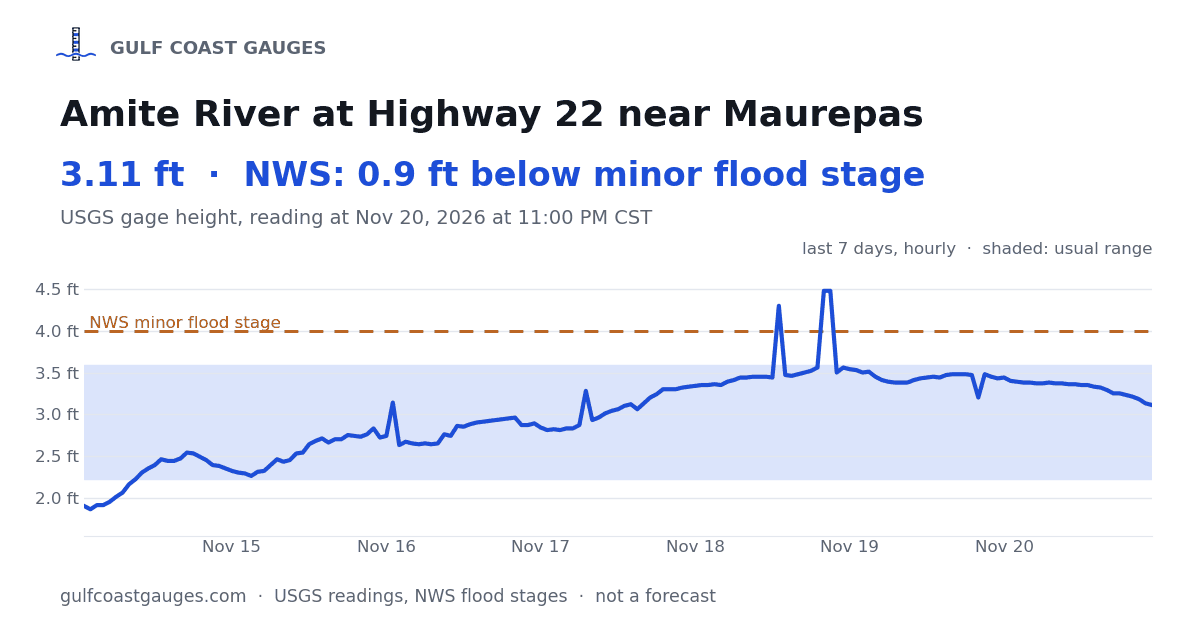 GULF COAST GAUGES
Amite River at Highway 22 near Maurepas
3.11 ft · NWS: 0.9 ft below minor flood stage
USGS gage height, reading at Nov 20, 2026 at 11:00 PM CST
last 7 days, hourly · shaded: usual range
4.5 ft
NWS minor flood stage
4.0 ft
3.5 ft
3.0 ft
2.5 ft
2.0 ft
Nov 15 Nov 16 Nov 17 Nov 18 Nov 19 Nov 20
gulfcoastgauges.com · USGS readings, NWS flood stages · not a forecast